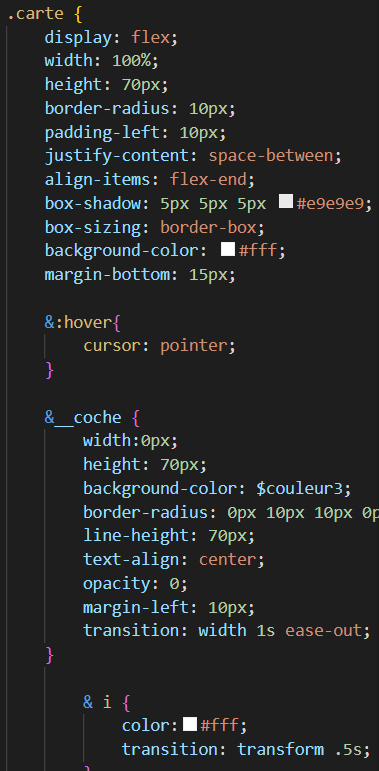 .carte {
display: flex;
width: 100%;
height: 70px;
border-radius: 10px;
padding-left: 10px;
justify-content: space-between;
align-items: flex-end;
box-shadow: 5px 5px 5px #e9e9e9;
box-sizing: border-box;
background-color: #fff;
margin-bottom: 15px;
&:hover{
cursor: pointer;
}
&__coche {
width:0px;
height: 70px;
background-color: $couleur3;
border-radius: 0px 10px 10px 0p
line-height: 70px;
text-align: center;
opacity: 0;
margin-left: 10px;
transition: width 1s ease-out;
}
& i {
color:#fff;
transition: transform .5s;
}